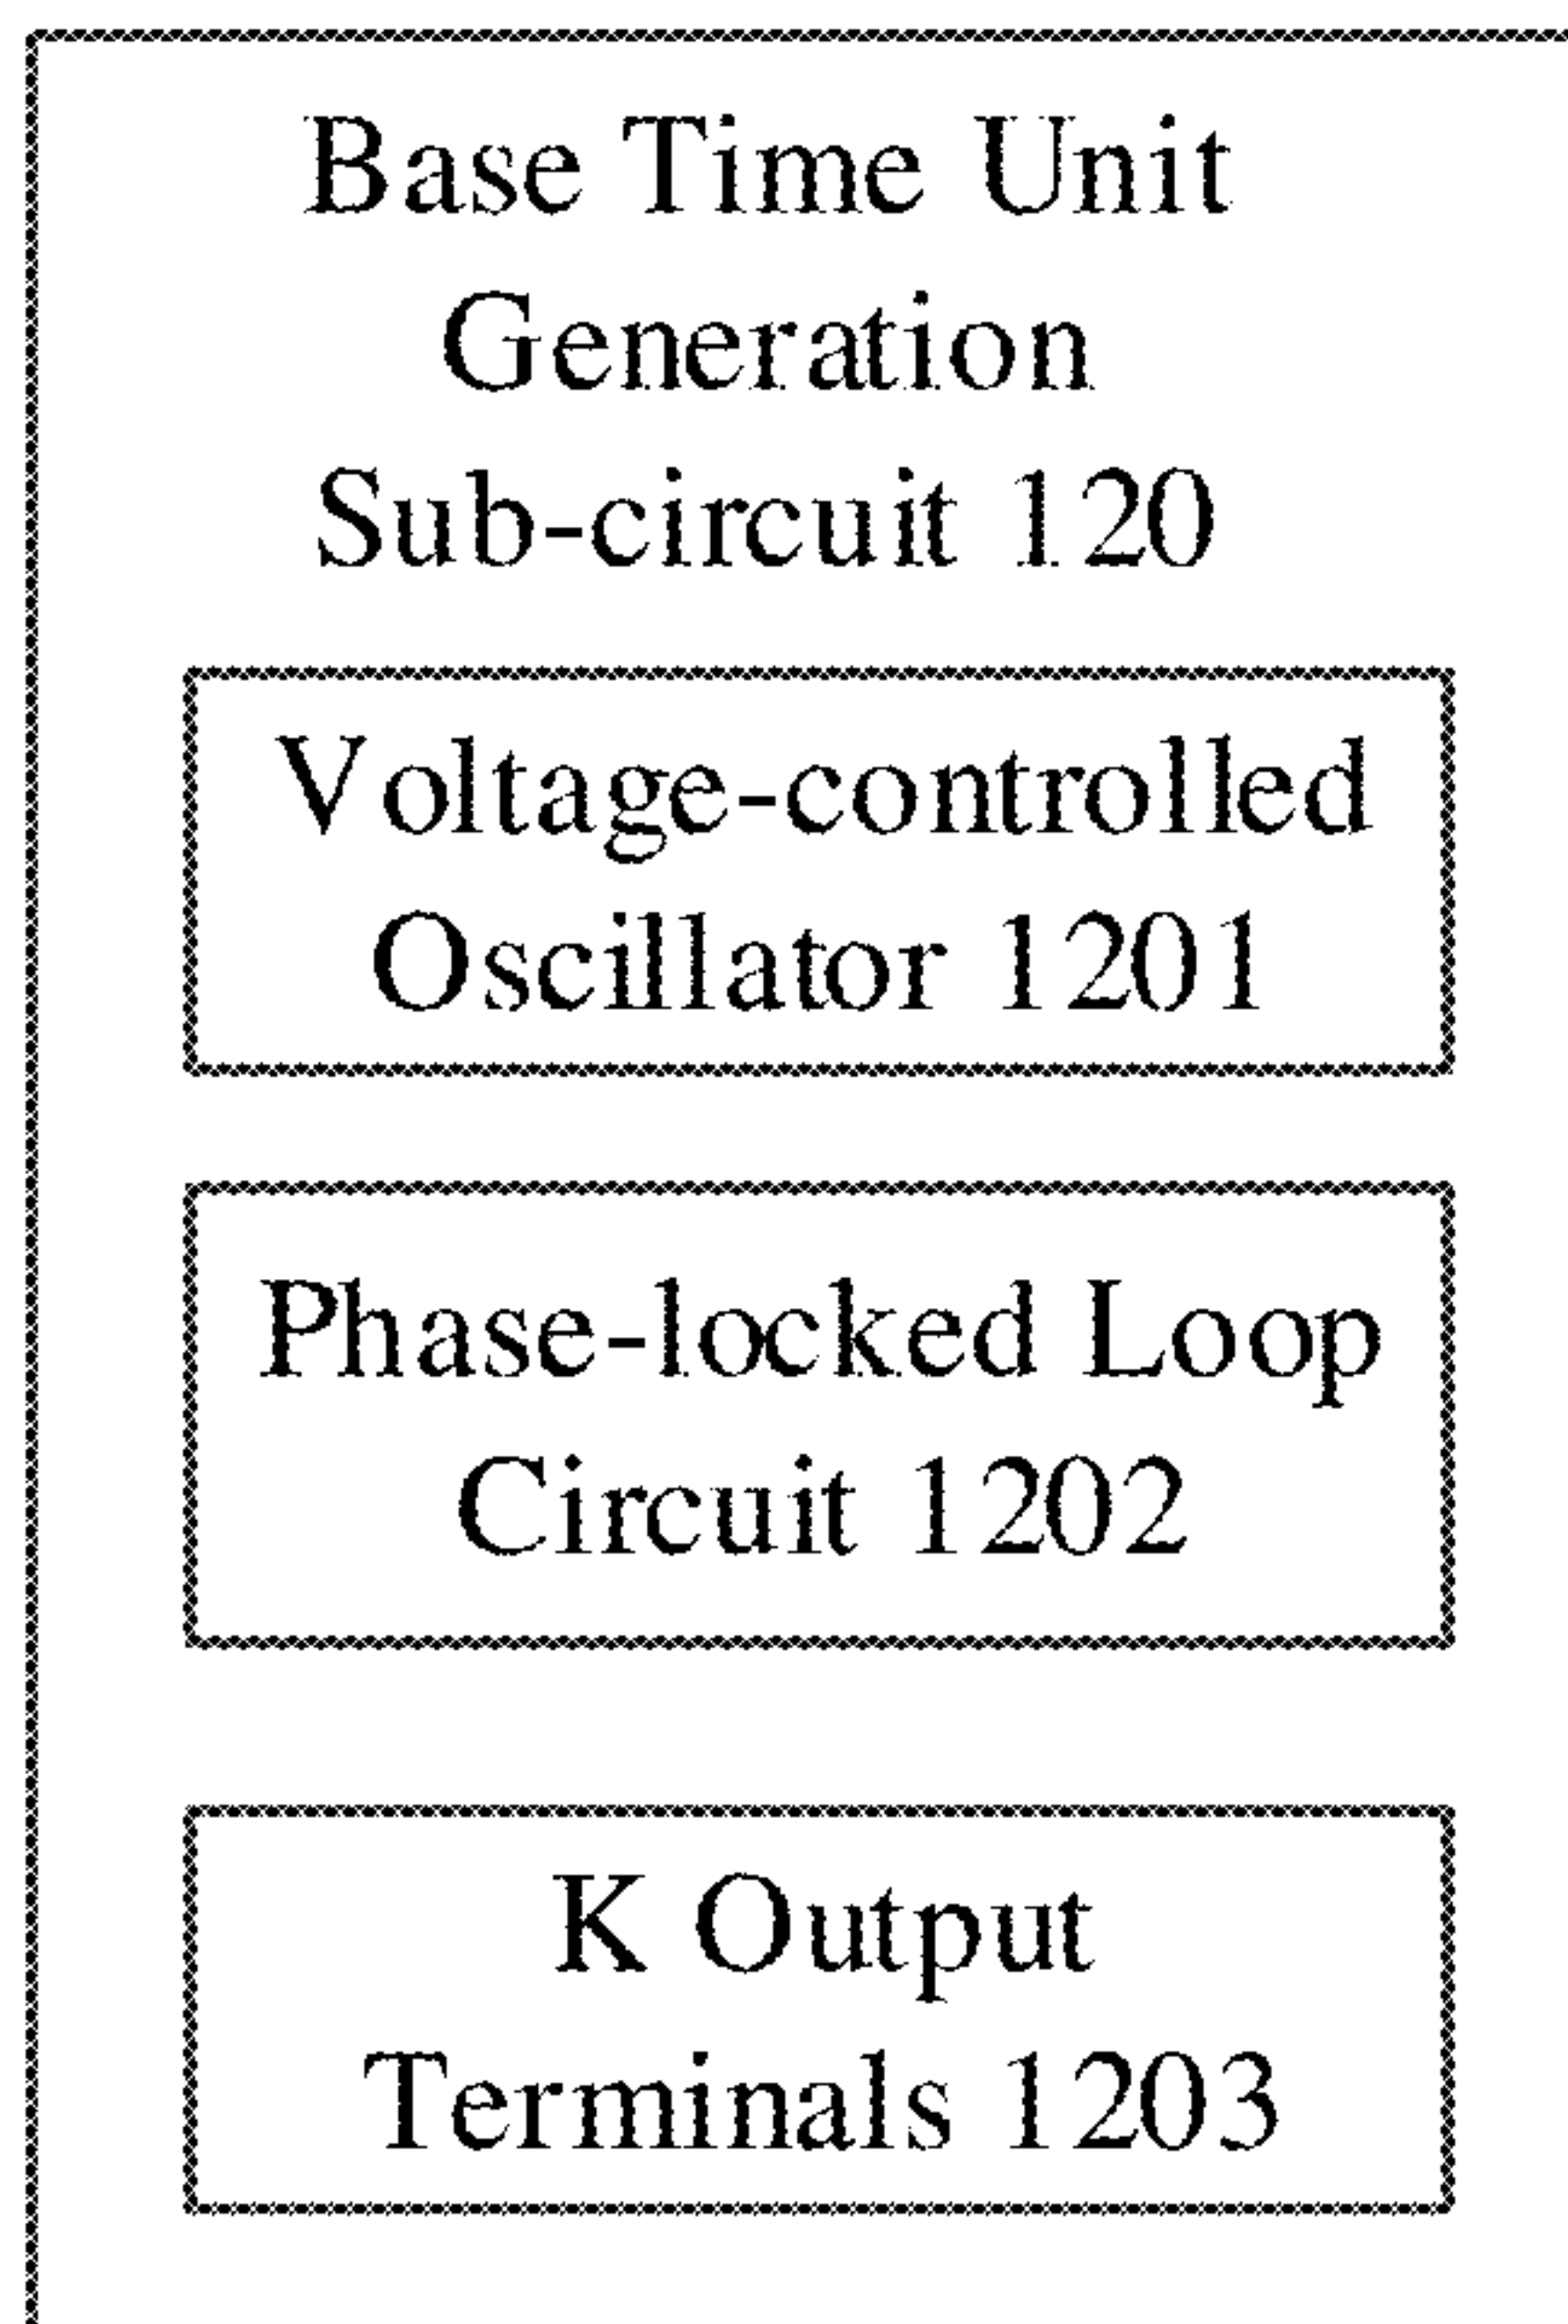 Base Time Unit
Generation
Sub-circuit 120
Voltage-controlled
Oscillator 1201
Phase-locked Loop
Circuit 1202
K Output
Terminals 1203